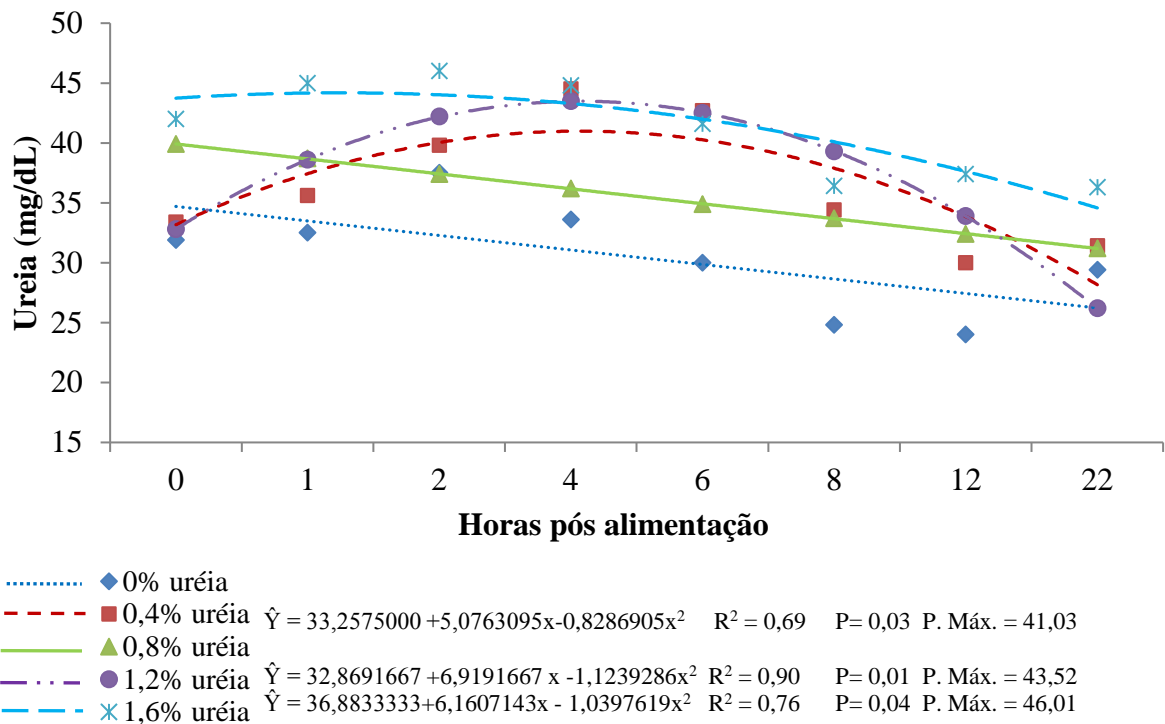 50
45
40
35
30
25
20
15
Ureia (mg/dL)
0 1 2 4 6 8 12 22
Horas pós alimentação
0% uréia
0,4% uréia Ŷ = 33,2575000 +5,0763095x-0,8286905x² R² = 0,69 P= 0,03 P. Máx. = 41,03
0,8% uréia
1,2% uréia Ŷ = 32,8691667 +6,9191667 x -1,1239286x² R² = 0,90 P= 0,01 P. Máx. = 43,52
1,6% uréia Ŷ = 36,8833333+6,1607143x - 1,0397619x² R² = 0,76 P= 0,04 P. Máx. = 46,01